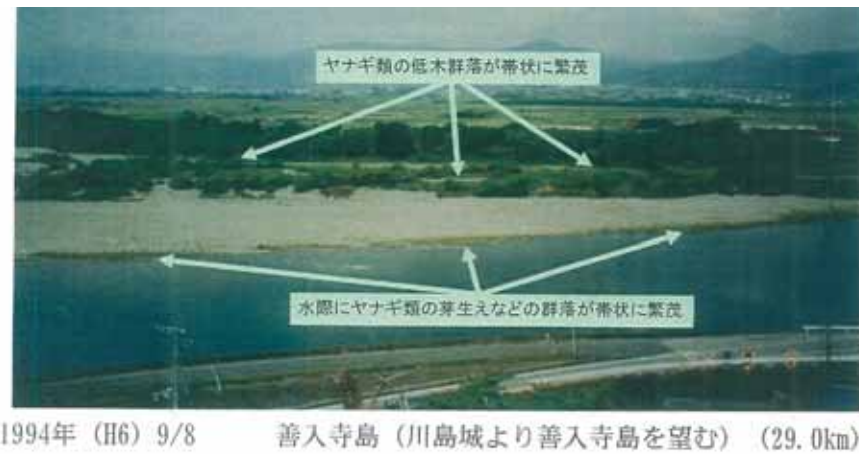 ヤナギ類の低木群落が帯状に繁茂
水際にヤナギ類の芽生えなどの群落が帯状に繁茂
1994年 (H6) 9/8 善入寺島 (川島城より善入寺島を望む) (29.0km)